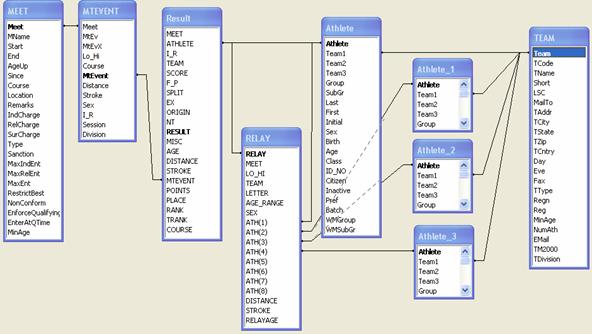 MEET
Meet
MName
Start
End
AgeUp
Since
Course
Location
Remarks
IndCharge
RelCharge
SurCharge
Type
Sanction
MaxIndEnt
MaxRelEnt
MaxEnt
RestrictBest
NonConform
EnforceQualifying
EnterAtQTime
MinAge
MTEVENT
Meet
MtEv
MtEvX
Lo_Hi
Course
MtEvent
Distance
Stroke
Sex
I_R
Session
Division
Result
MEET
ATHLETE
I_R
TEAM
SCORE
F_P
SPLIT
EX
ORIGIN
NT
RESULT
MISC
AGE
DISTANCE
STROKE
MTEVENT
POINTS
PLACE
RANK
TRANK
COURSE
RELAY
RELAY
MEET
LO_HI
TEAM
LETTER
AGE_RANGE
SEX
ATH(1)
ATH(2)
ATH(3)
ATH(4)
ATH(5)
ATH(6)
ATH(7)
ATH(8)
DISTANCE
STROKE
RELAYAGE
Athlete
Athlete
Team1
Team2
Team3
Group
SubGr
Last
First
Initial
Sex
Birth
Age
Class
ID_NO
Citizen
Inactive
Pref
Batch
WMGroup
WMSubGr
Athlete_1
Athlete
Team1
Team2
Team3
Group
Athlete_2
Athlete
Team1
Team2
Team3
Group
Athlete_3
Athlete
Team1
Team2
Team3
Group
TEAM
Team
TCode
TName
Short
LSC
MailTo
TAddr
TCity
TState
TZip
TCntry
Day
Eve
Fax
TType
Regn
Reg
MinAge
NumAth
EMail
TM2000
TDivision